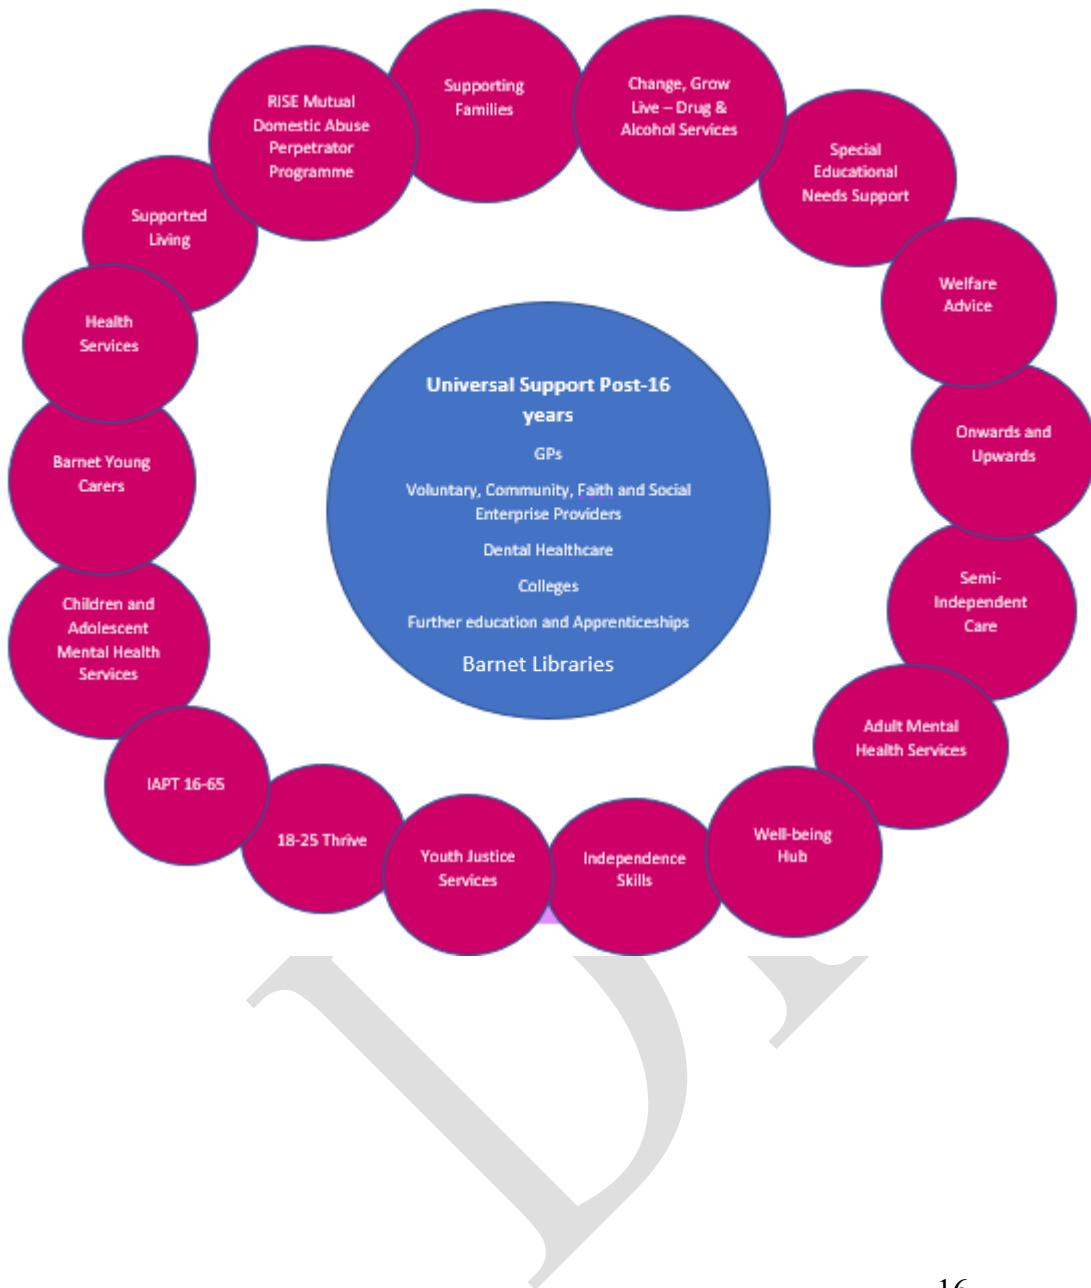 Supporting
Families
Change, Grow
Live – Drug &
Alcohol Services
Special
Educational
Needs Support
Welfare
Advice
Onwards and
Upwards
Semi-
Independent
Care
Adult Mental
Health Services
Well-being
Hub
Independence
Skills
Youth Justice
Services
18-25 Thrive
IAPT 16-65
Children and
Adolescent
Mental Health
Services
Barnet Young
Carers
Health
Services
Supported
Living
RISE Mutual
Domestic Abuse
Perpetrator
Programme
Universal Support Post-16
years
GPs
Voluntary, Community, Faith and Social
Enterprise Providers
Dental Healthcare
Colleges
Further education and Apprenticeships
Barnet Libraries
16